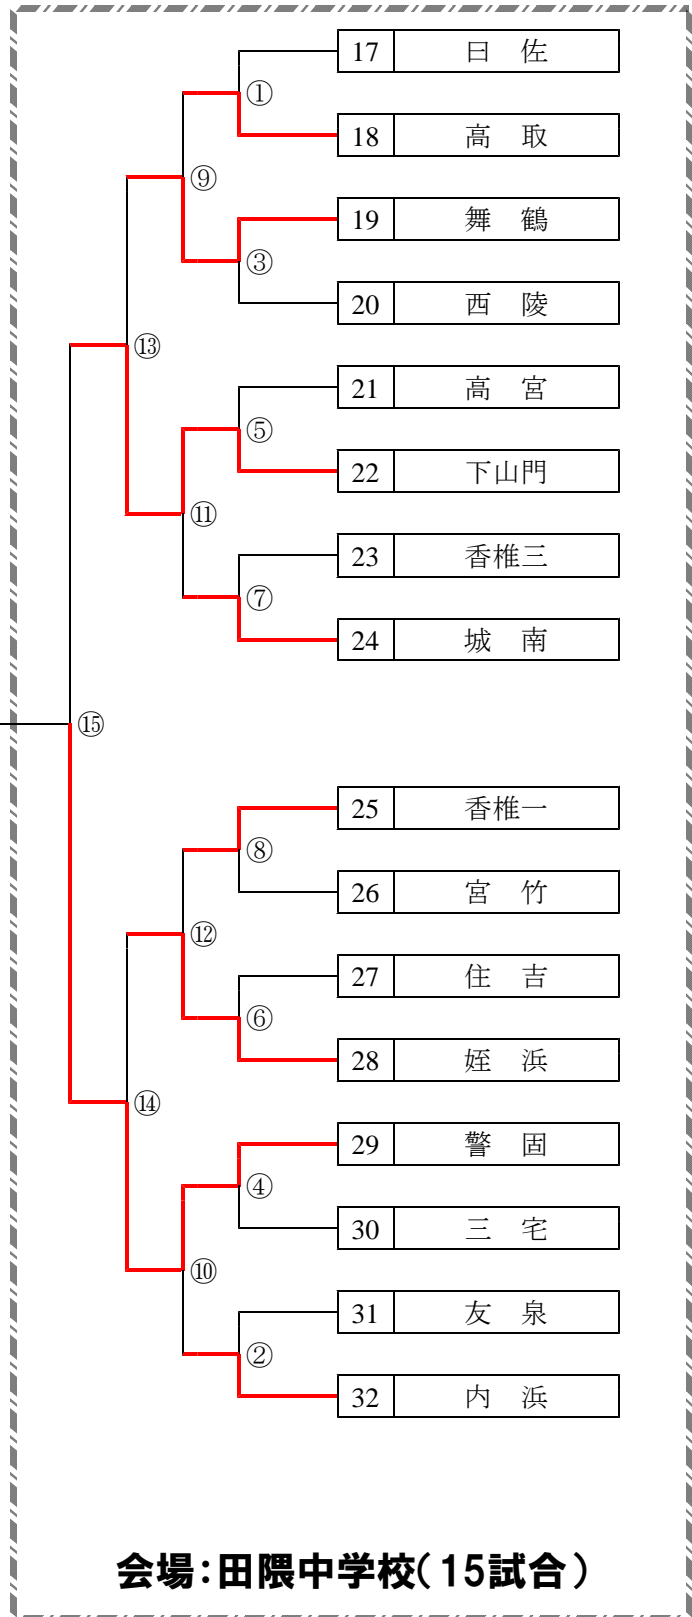 17 日 佐
①
18 高 取
⑨
19 舞 鶴
③
20 西 陵
⑬
21 高 宮
⑤
22 下山門
⑪
23 香椎三
⑦
24 城 南
⑮
25 香椎一
⑧
26 宮 竹
⑫
27 住 吉
⑥
28 姪 浜
⑭
29 警 固
④
30 三 宅
⑩
31 友 泉
②
32 内 浜
会場：田隈中学校（15試合）